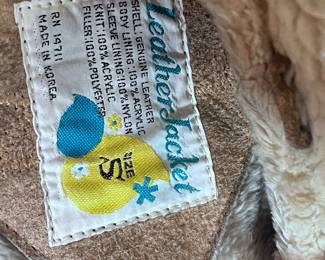 Leather Jacket
SHELL: GENUINE LEATHER
BODY LINING: 100% ACRYLIC
SLEEVE LINING: 100% NYLON
KNIT: 100% ACRYLIC
FILLER: 100% POLYESTER
RN 14711
MADE IN KOREA
SIZE
S